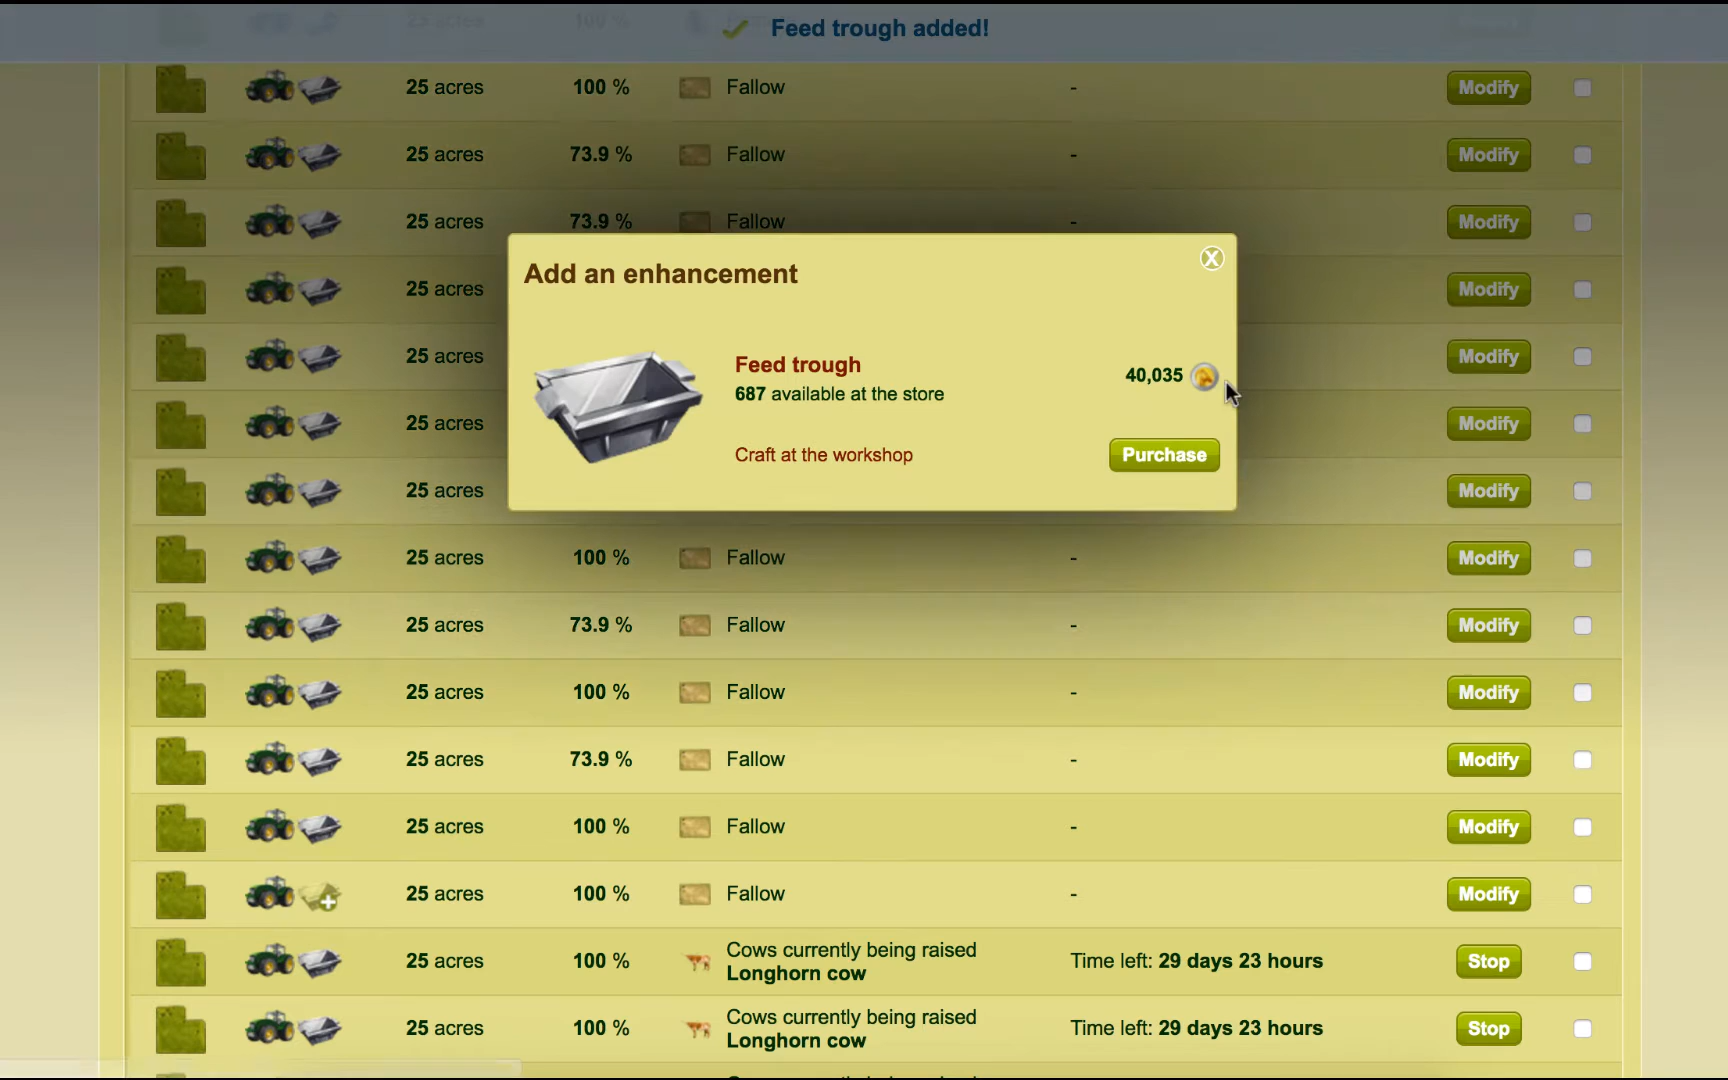 Feed trough added!
25 acres 100 % Fallow - Modify
25 acres 73.9 % Fallow - Modify
25 acres 73.9 % Fallow - Modify
25 acres Modify
25 acres Modify
25 acres Modify
25 acres Modify
Add an enhancement X
Feed trough
687 available at the store
40,035
Craft at the workshop
Purchase
25 acres 100 % Fallow - Modify
25 acres 73.9 % Fallow - Modify
25 acres 100 % Fallow - Modify
25 acres 73.9 % Fallow - Modify
25 acres 100 % Fallow - Modify
25 acres 100 % Fallow - Modify
25 acres 100 % Cows currently being raised
Longhorn cow
Time left: 29 days 23 hours Stop
25 acres 100 % Cows currently being raised
Longhorn cow
Time left: 29 days 23 hours Stop